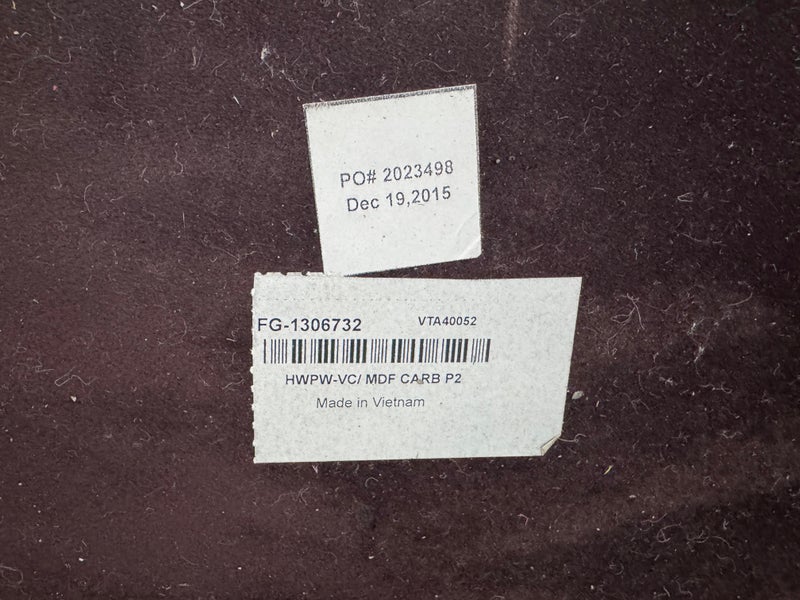 PO# 2023498
Dec 19,2015
FG-1306732 VTA40052
HWPW-VC/ MDF CARB P2
Made in Vietnam